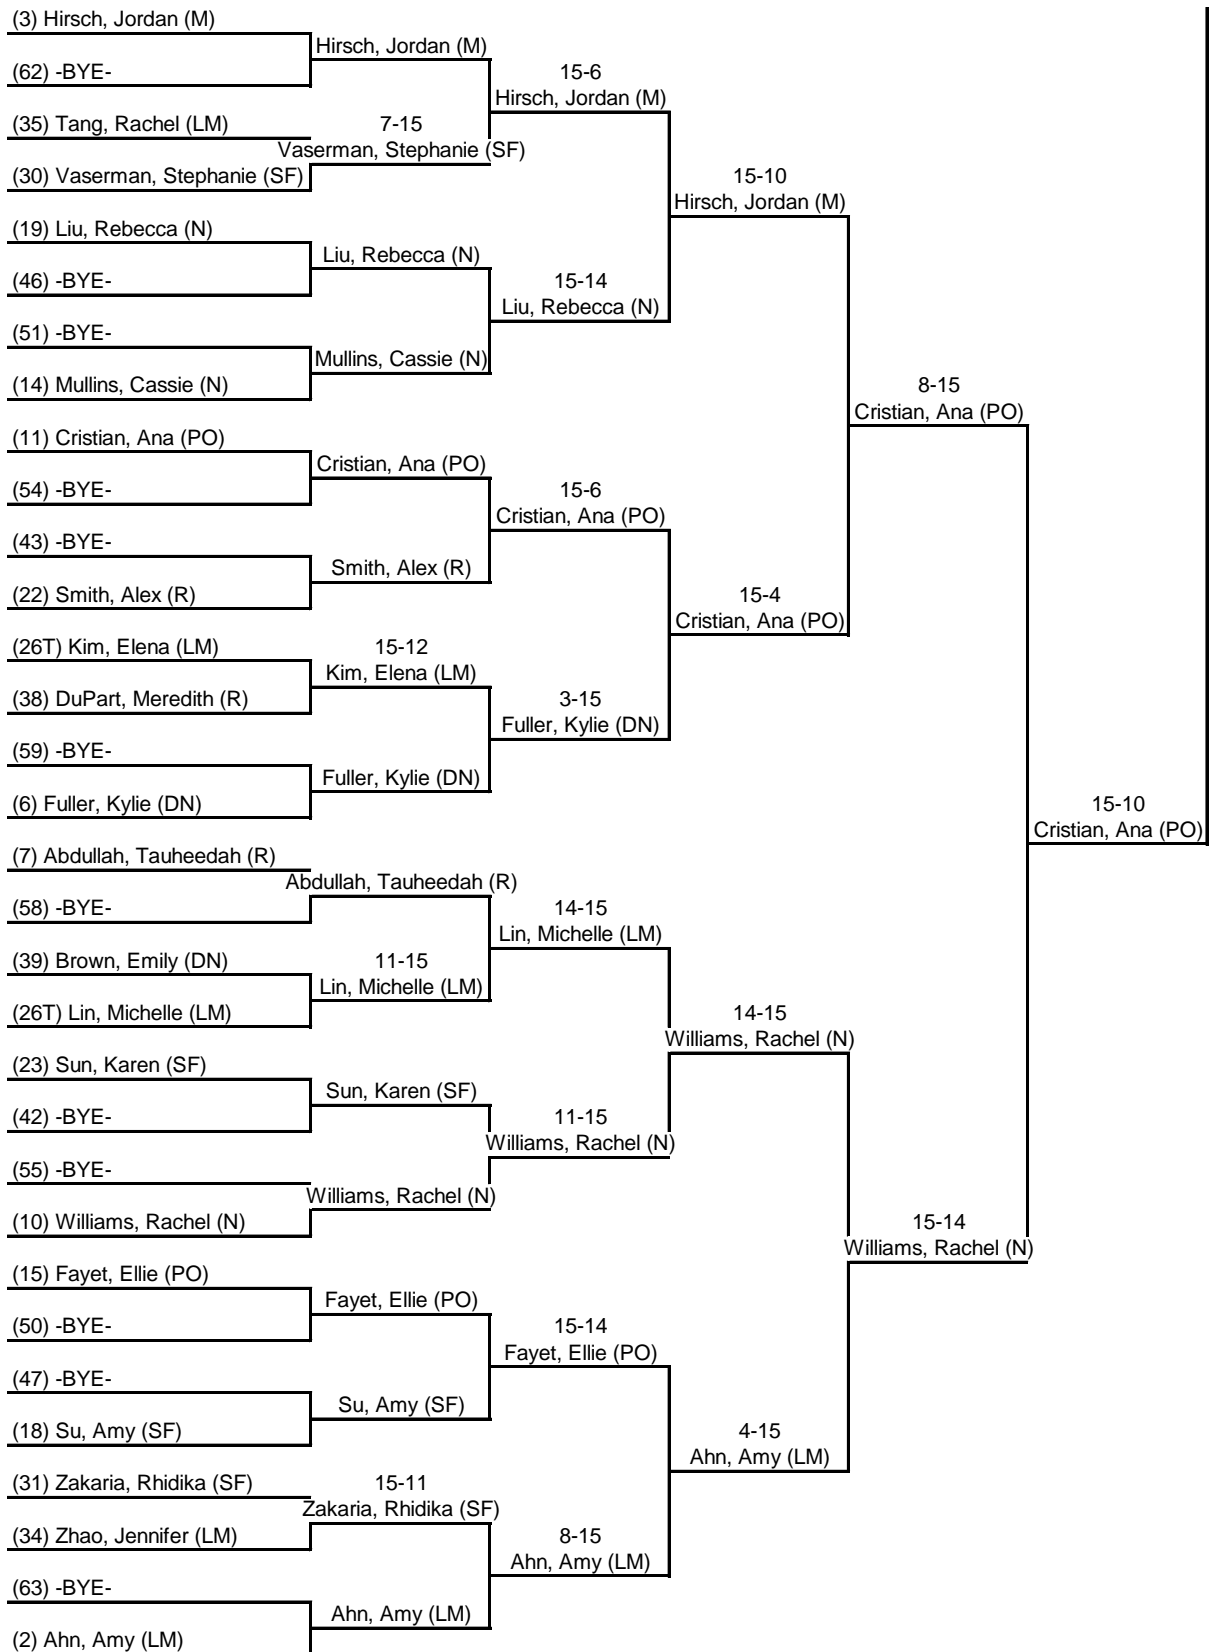 (3) Hirsch, Jordan (M)
(62) -BYE-
(35) Tang, Rachel (LM)
(30) Vaserman, Stephanie (SF)
(19) Liu, Rebecca (N)
(46) -BYE-
(51) -BYE-
(14) Mullins, Cassie (N)
(11) Cristian, Ana (PO)
(54) -BYE-
(43) -BYE-
(22) Smith, Alex (R)
(26T) Kim, Elena (LM)
(38) DuPart, Meredith (R)
(59) -BYE-
(6) Fuller, Kylie (DN)
(7) Abdullah, Tauheedah (R)
(58) -BYE-
(39) Brown, Emily (DN)
(26T) Lin, Michelle (LM)
(23) Sun, Karen (SF)
(42) -BYE-
(55) -BYE-
(10) Williams, Rachel (N)
(15) Fayet, Ellie (PO)
(50) -BYE-
(47) -BYE-
(18) Su, Amy (SF)
(31) Zakaria, Rhidika (SF)
(34) Zhao, Jennifer (LM)
(63) -BYE-
(2) Ahn, Amy (LM)
Hirsch, Jordan (M)
7-15
Vaserman, Stephanie (SF)
Liu, Rebecca (N)
Mullins, Cassie (N)
Cristian, Ana (PO)
Smith, Alex (R)
15-12
Kim, Elena (LM)
Fuller, Kylie (DN)
Abdullah, Tauheedah (R)
11-15
Lin, Michelle (LM)
Sun, Karen (SF)
Williams, Rachel (N)
Fayet, Ellie (PO)
Su, Amy (SF)
15-11
Zakaria, Rhidika (SF)
Ahn, Amy (LM)
15-6
Hirsch, Jordan (M)
15-14
Liu, Rebecca (N)
15-6
Cristian, Ana (PO)
3-15
Fuller, Kylie (DN)
14-15
Lin, Michelle (LM)
11-15
Williams, Rachel (N)
15-14
Fayet, Ellie (PO)
8-15
Ahn, Amy (LM)
15-10
Hirsch, Jordan (M)
15-4
Cristian, Ana (PO)
14-15
Williams, Rachel (N)
4-15
Ahn, Amy (LM)
8-15
Cristian, Ana (PO)
15-14
Williams, Rachel (N)
15-10
Cristian, Ana (PO)